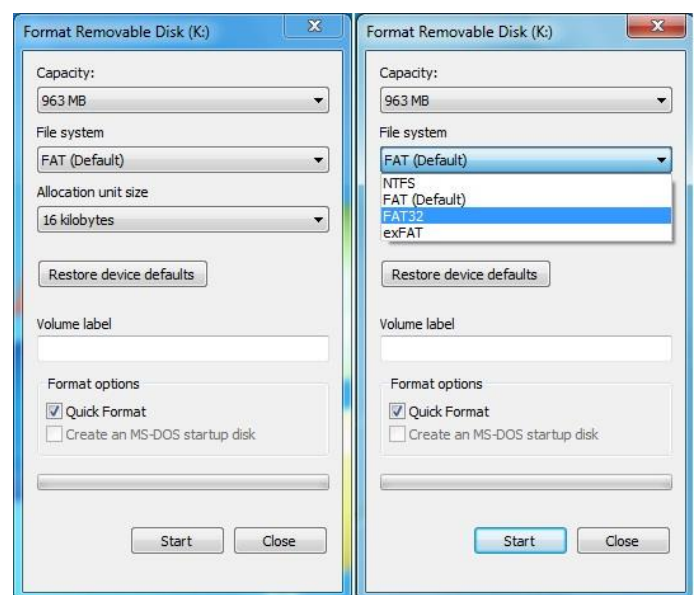 Format Removable Disk (K:)
Capacity:
963 MB
File system
FAT (Default)
Allocation unit size
16 kilobytes
Restore device defaults
Volume label
Format options
Quick Format
Create an MS-DOS startup disk
Start
Close
Format Removable Disk (K:)
Capacity:
963 MB
File system
FAT (Default)
NTFS
FAT (Default)
FAT32
exFAT
Restore device defaults
Volume label
Format options
Quick Format
Create an MS-DOS startup disk
Start
Close